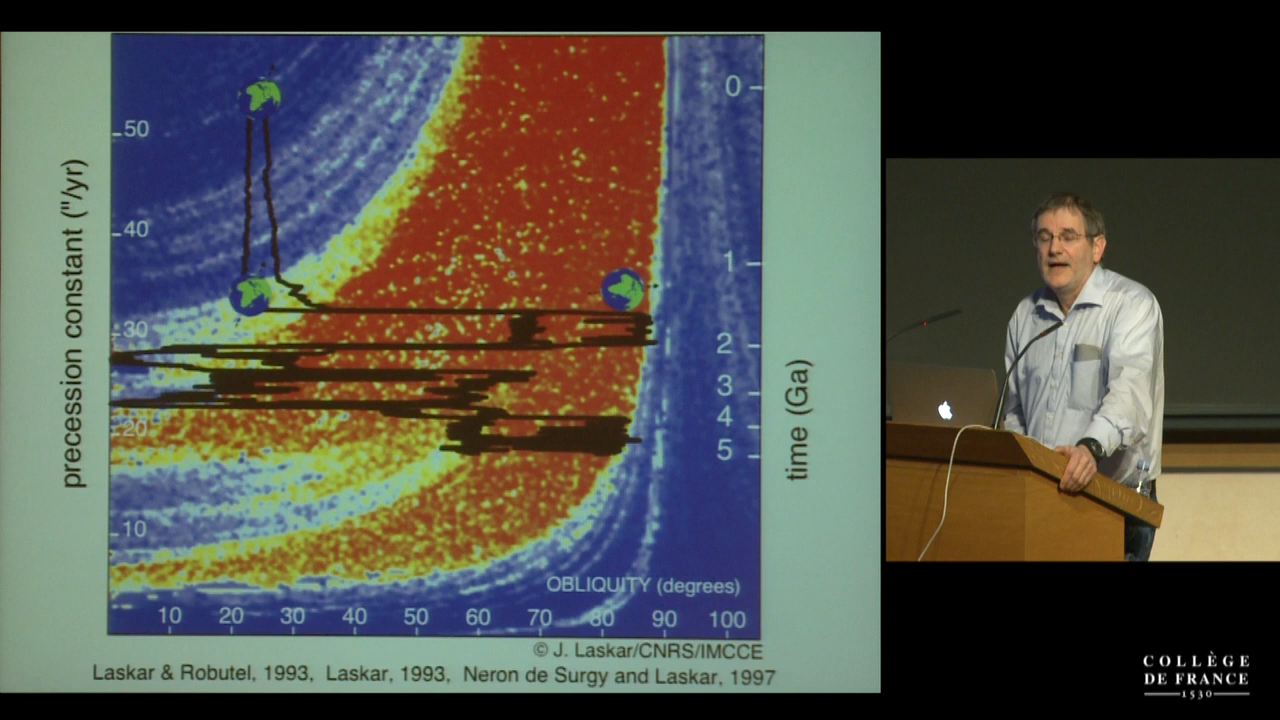 precession constant ("/yr)
50
40
30
20
10
0
1
2
3
4
5
time (Ga)
OBLIQUITY (degrees)
10 20 30 40 50 60 70 80 90 100
© J. Laskar/CNRS/IMCCE
Laskar & Robutel, 1993, Laskar, 1993, Neron de Surgy and Laskar, 1997
COLLÈGE
DE FRANCE
1530